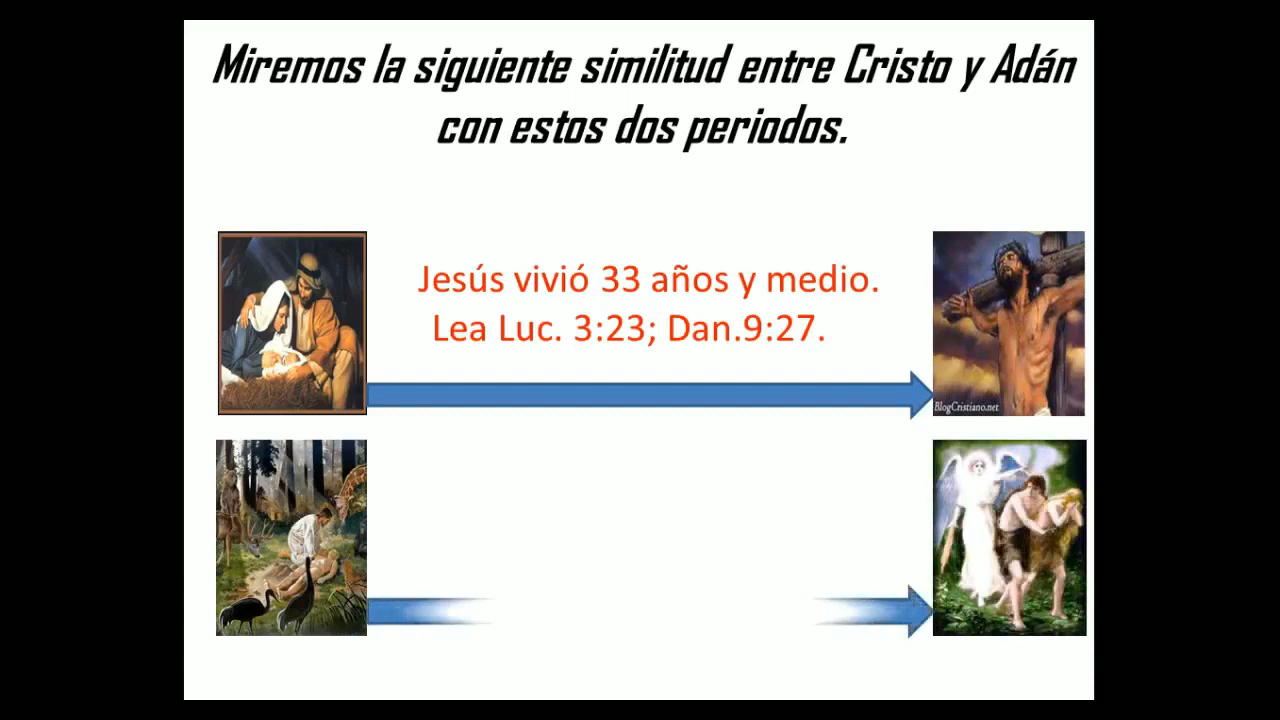 Miremos la siguiente similitud entre Cristo y Adán
con estos dos periodos.
Jesús vivió 33 años y medio.
Lea Luc. 3:23; Dan.9:27.
BlogCristiano.net